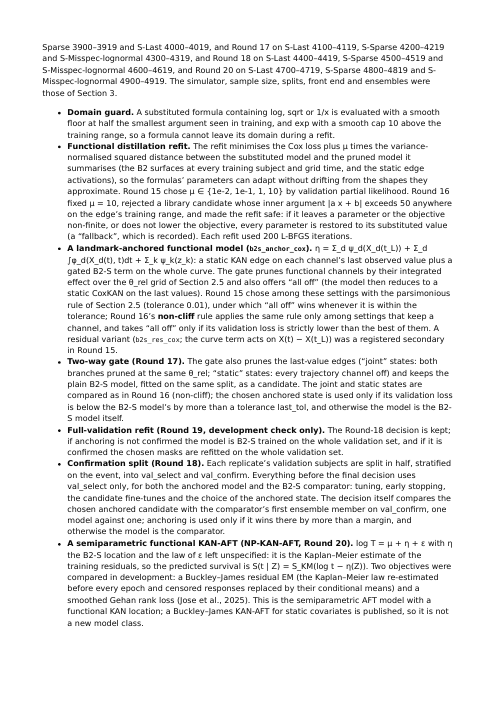 Sparse 3900–3919 and S-Last 4000–4019, and Round 17 on S-Last 4100–4119, S-Sparse 4200–4219
and S-Misspec-lognormal 4300–4319, and Round 18 on S-Last 4400–4419, S-Sparse 4500–4519
and S-Misspec-lognormal 4600–4619, and Round 20 on S-Last 4700–4719, S-Sparse 4800–4819 and S-
Misspec-lognormal 4900–4919. The simulator, sample size, splits, front end and ensembles were
those of Section 3.
• Domain guard. A substituted formula containing log, sqrt or 1/x is evaluated with a smooth
floor at half the smallest argument seen in training, and exp with a smooth cap 10 above the
training range, so a formula cannot leave its domain during a refit.
• Functional distillation refit. The refit minimises the Cox loss plus μ times the variance-
normalised squared distance between the substituted model and the pruned model it
summarises (the B2 surfaces at every training subject and grid time, and the static edge
activations), so the formulas’ parameters can adapt without drifting from the shapes they
approximate. Round 15 chose μ ∈ {1e-2, 1e-1, 1, 10} by validation partial likelihood. Round 16
fixed μ = 10, rejected a library candidate whose inner argument |a x + b| exceeds 50 anywhere
on the edge’s training range, and made the refit safe: if it leaves a parameter or the objective
non-finite, or does not lower the objective, every parameter is restored to its substituted value
(a “fallback”, which is recorded). Each refit used 200 L-BFGS iterations.
• A landmark-anchored functional model (b2s_anchor_cox). η = Σ_d ψ_d(X_d(t_L)) + Σ_d
∫φ_d(X_d(t), t)dt + Σ_k ψ_k(z_k): a static KAN edge on each channel’s last observed value plus a
gated B2-S term on the whole curve. The gate prunes functional channels by their integrated
effect over the θ_rel grid of Section 2.5 and also offers “all off” (the model then reduces to a
static CoxKAN on the last values). Round 15 chose among these settings with the parsimonious
rule of Section 2.5 (tolerance 0.01), under which “all off” wins whenever it is within the
tolerance; Round 16’s non-cliff rule applies the same rule only among settings that keep a
channel, and takes “all off” only if its validation loss is strictly lower than the best of them. A
residual variant (b2s_res_cox; the curve term acts on X(t) − X(t_L)) was a registered secondary
in Round 15.
• Two-way gate (Round 17). The gate also prunes the last-value edges (“joint” states: both
branches pruned at the same θ_rel; “static” states: every trajectory channel off) and keeps the
plain B2-S model, fitted on the same split, as a candidate. The joint and static states are
compared as in Round 16 (non-cliff); the chosen anchored state is used only if its validation loss
is below the B2-S model’s by more than a tolerance last_tol, and otherwise the model is the B2-
S model itself.
• Full-validation refit (Round 19, development check only). The Round-18 decision is kept;
if anchoring is not confirmed the model is B2-S trained on the whole validation set, and if it is
confirmed the chosen masks are refitted on the whole validation set.
• Confirmation split (Round 18). Each replicate’s validation subjects are split in half, stratified
on the event, into val_select and val_confirm. Everything before the final decision uses
val_select only, for both the anchored model and the B2-S comparator: tuning, early stopping,
the candidate fine-tunes and the choice of the anchored state. The decision itself compares the
chosen anchored candidate with the comparator’s first ensemble member on val_confirm, one
model against one; anchoring is used only if it wins there by more than a margin, and
otherwise the model is the comparator.
• A semiparametric functional KAN-AFT (NP-KAN-AFT, Round 20). log T = μ + η + ε with η
the B2-S location and the law of ε left unspecified: it is the Kaplan–Meier estimate of the
training residuals, so the predicted survival is S(t | Z) = S_KM(log t − η(Z)). Two objectives were
compared in development: a Buckley–James residual EM (the Kaplan–Meier law re-estimated
before every epoch and censored responses replaced by their conditional means) and a
smoothed Gehan rank loss (Jose et al., 2025). This is the semiparametric AFT model with a
functional KAN location; a Buckley–James KAN-AFT for static covariates is published, so it is not
a new model class.